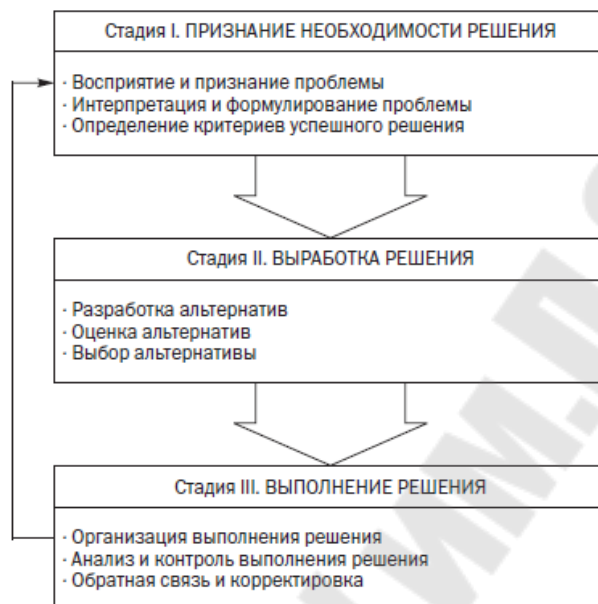 Стадия I. ПРИЗНАНИЕ НЕОБХОДИМОСТИ РЕШЕНИЯ
· Восприятие и признание проблемы
· Интерпретация и формулирование проблемы
· Определение критериев успешного решения
Стадия II. ВЫРАБОТКА РЕШЕНИЯ
· Разработка альтернатив
· Оценка альтернатив
· Выбор альтернативы
Стадия III. ВЫПОЛНЕНИЕ РЕШЕНИЯ
· Организация выполнения решения
· Анализ и контроль выполнения решения
· Обратная связь и корректировка